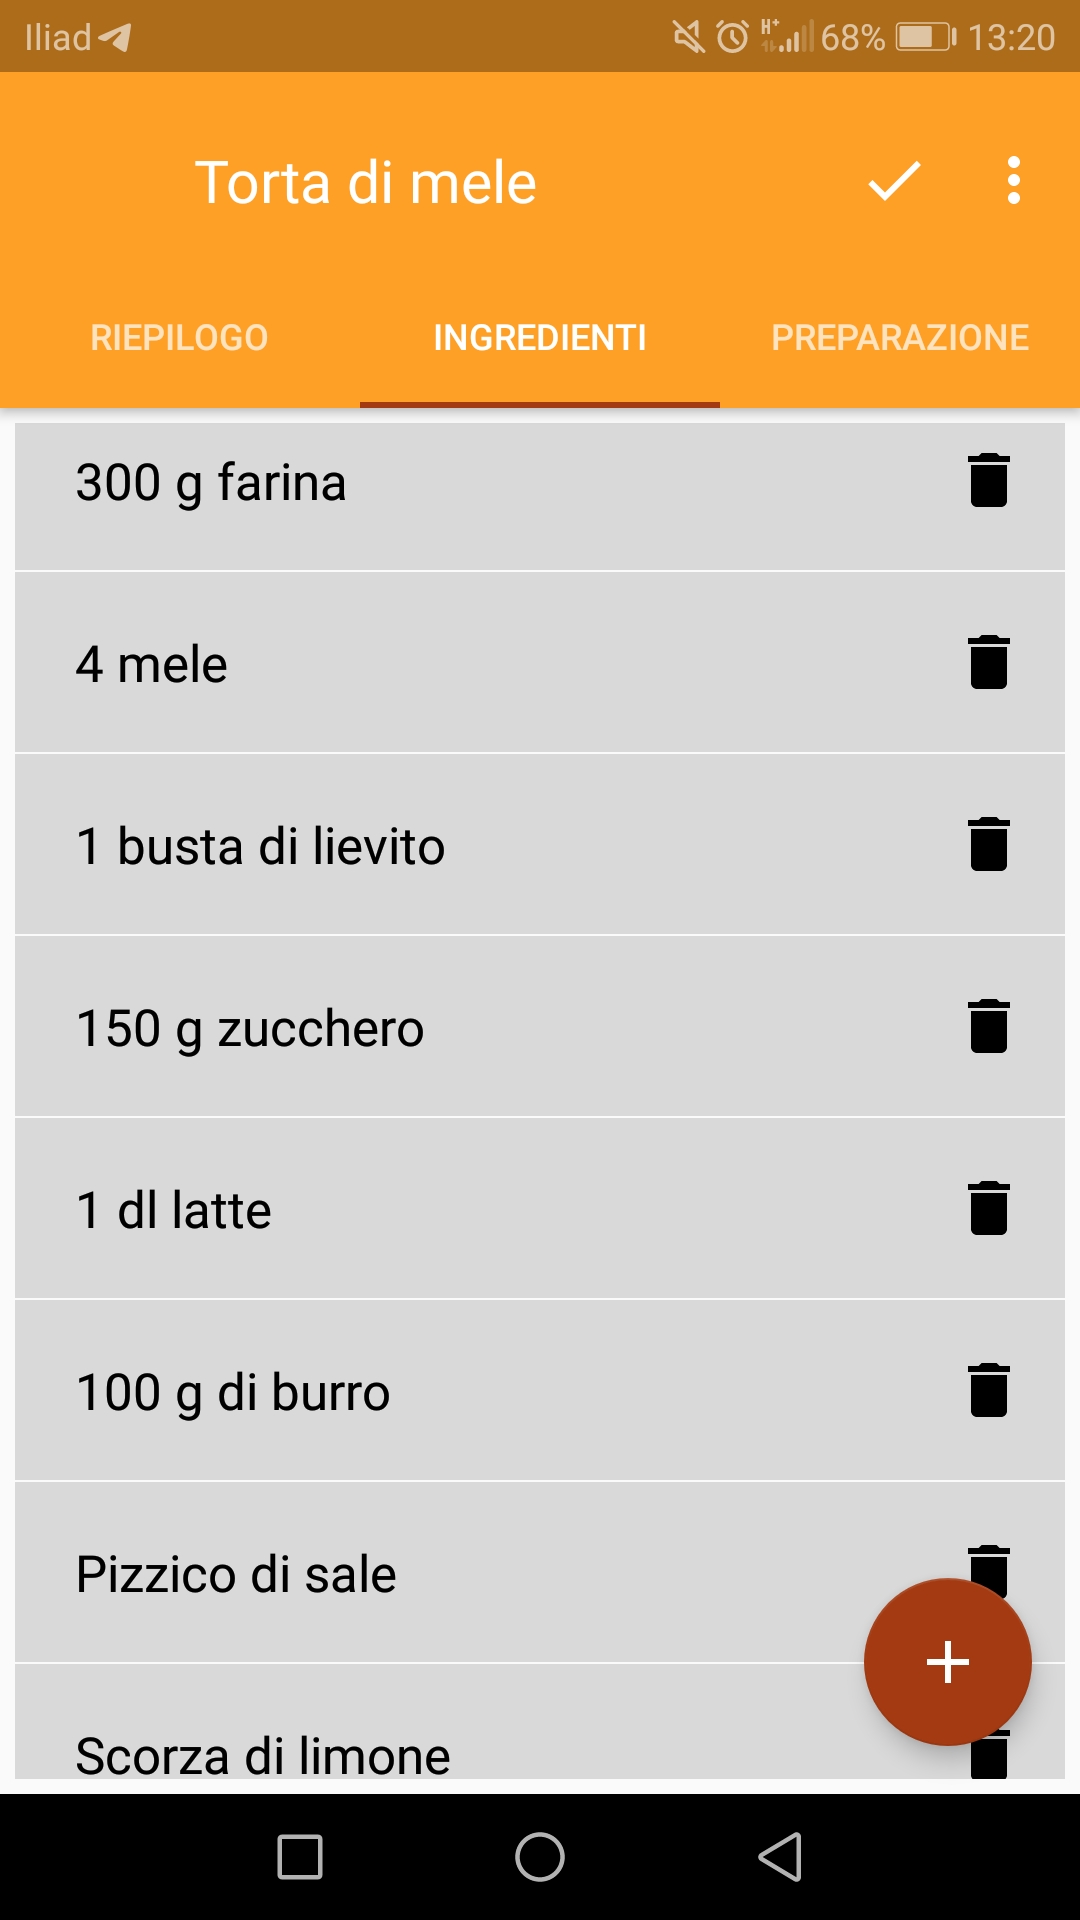 Iliad H+ 68% 13:20
Torta di mele
RIEPILOGO INGREDIENTI PREPARAZIONE
300 g farina
4 mele
1 busta di lievito
150 g zucchero
1 dl latte
100 g di burro
Pizzico di sale
Scorza di limone